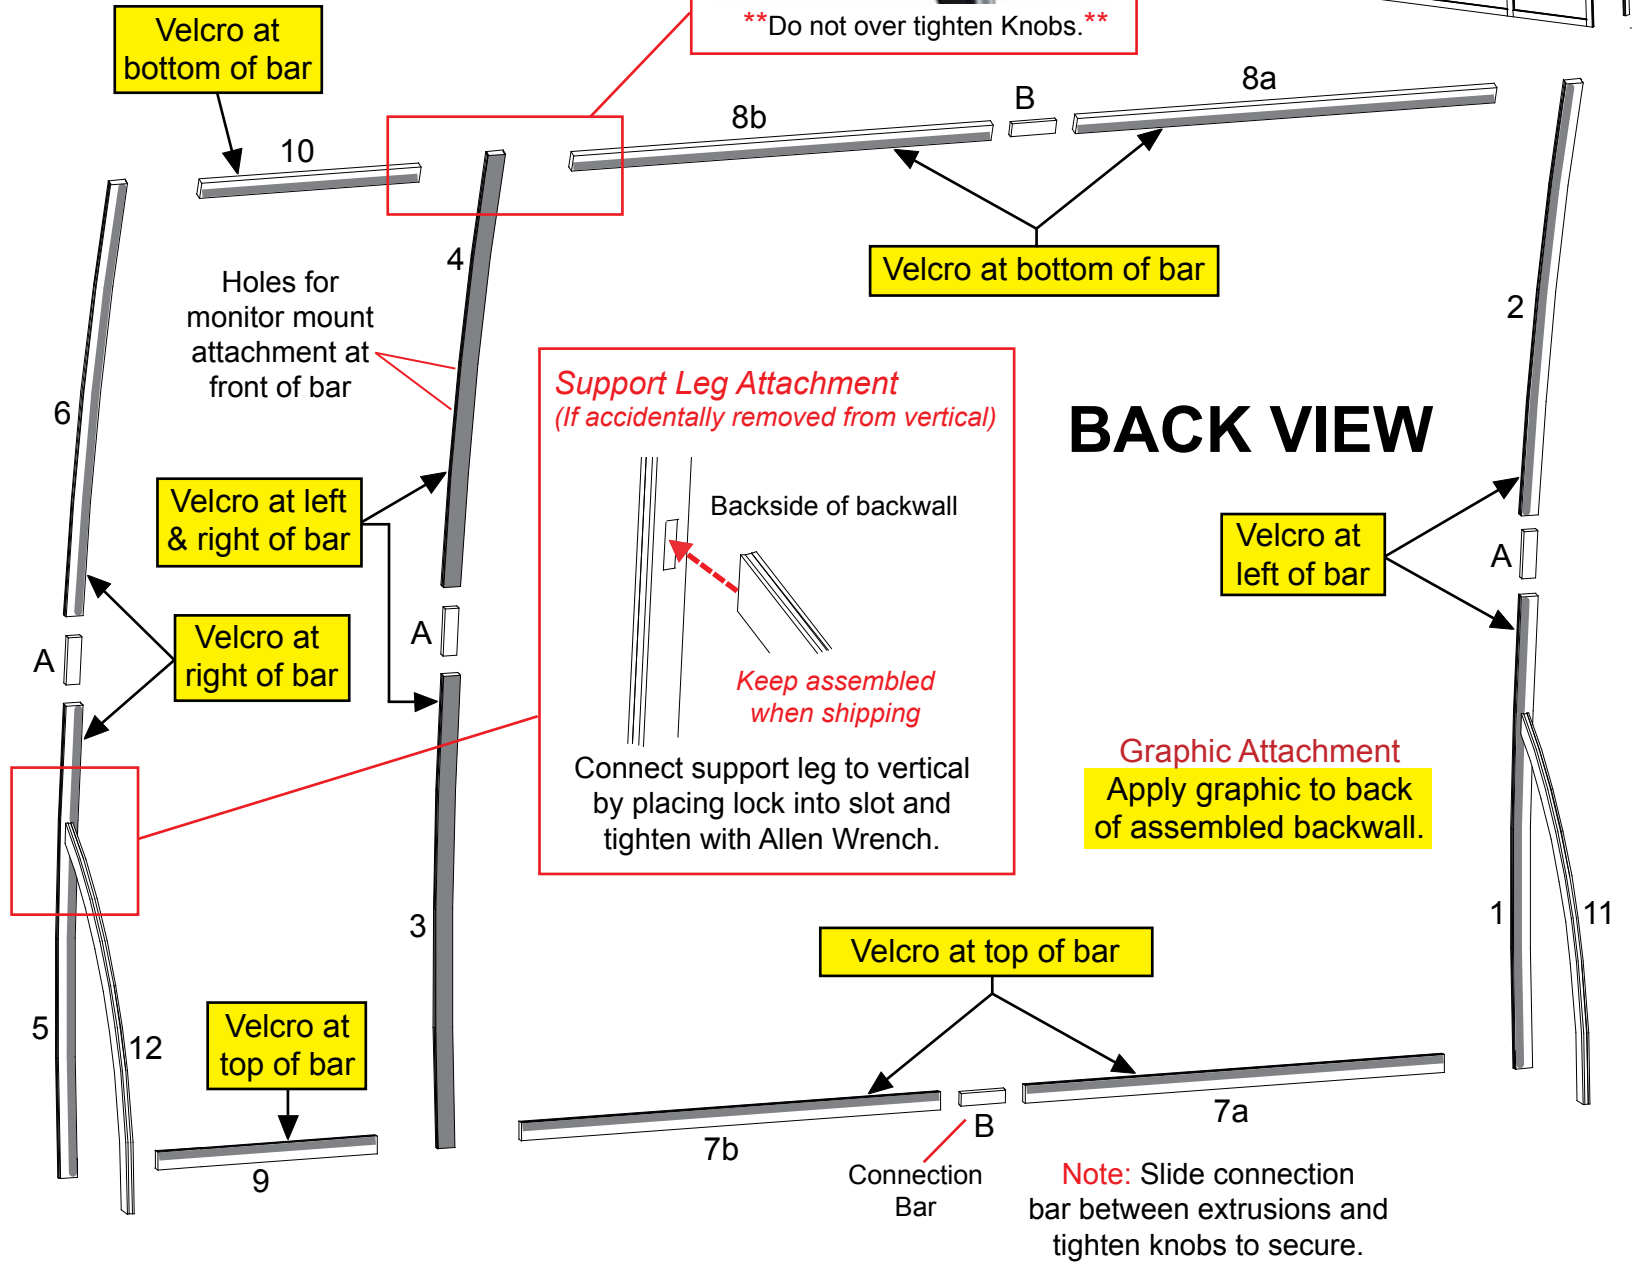 **Do not over tighten Knobs.**
Velcro at
bottom of bar
8a
B
8b
10
4
Velcro at bottom of bar
Holes for
monitor mount
attachment at
front of bar
2
6
Support Leg Attachment
(If accidentally removed from vertical)
BACK VIEW
Backside of backwall
Velcro at left
& right of bar
Velcro at
left of bar
A
Velcro at
right of bar
A
A
Keep assembled
when shipping
Connect support leg to vertical
by placing lock into slot and
tighten with Allen Wrench.
Graphic Attachment
Apply graphic to back
of assembled backwall.
3
1
11
Velcro at top of bar
5
12
Velcro at
top of bar
9
7b
B
7a
Connection
Bar
Note: Slide connection
bar between extrusions and
tighten knobs to secure.